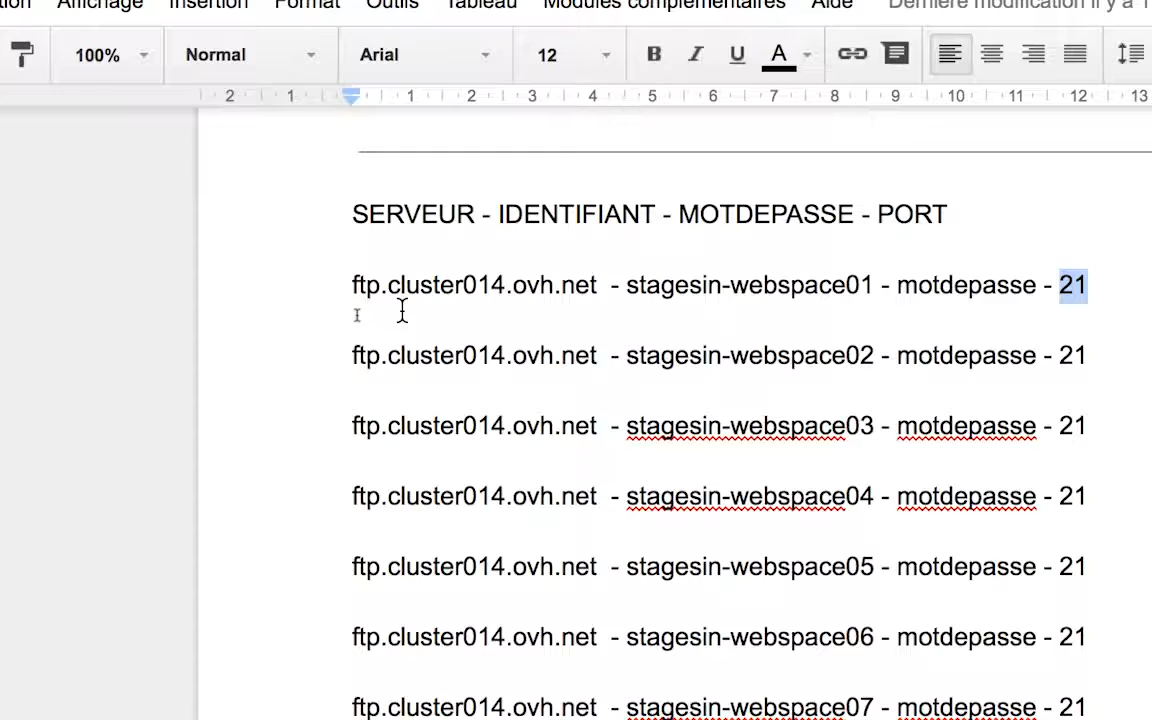 Affichage Insertion Format Outils Tableau Modules complémentaires Aide Dernière modification il y a 1
100% Normal Arial 12 B I U A
2 1 1 2 3 4 5 6 7 8 9 10 11 12 13
SERVEUR - IDENTIFIANT - MOTDEPASSE - PORT
ftp.cluster014.ovh.net - stagesin-webspace01 - motdepasse - 21
ftp.cluster014.ovh.net - stagesin-webspace02 - motdepasse - 21
ftp.cluster014.ovh.net - stagesin-webspace03 - motdepasse - 21
ftp.cluster014.ovh.net - stagesin-webspace04 - motdepasse - 21
ftp.cluster014.ovh.net - stagesin-webspace05 - motdepasse - 21
ftp.cluster014.ovh.net - stagesin-webspace06 - motdepasse - 21
ftp.cluster014.ovh.net - stagesin-webspace07 - motdepasse - 21